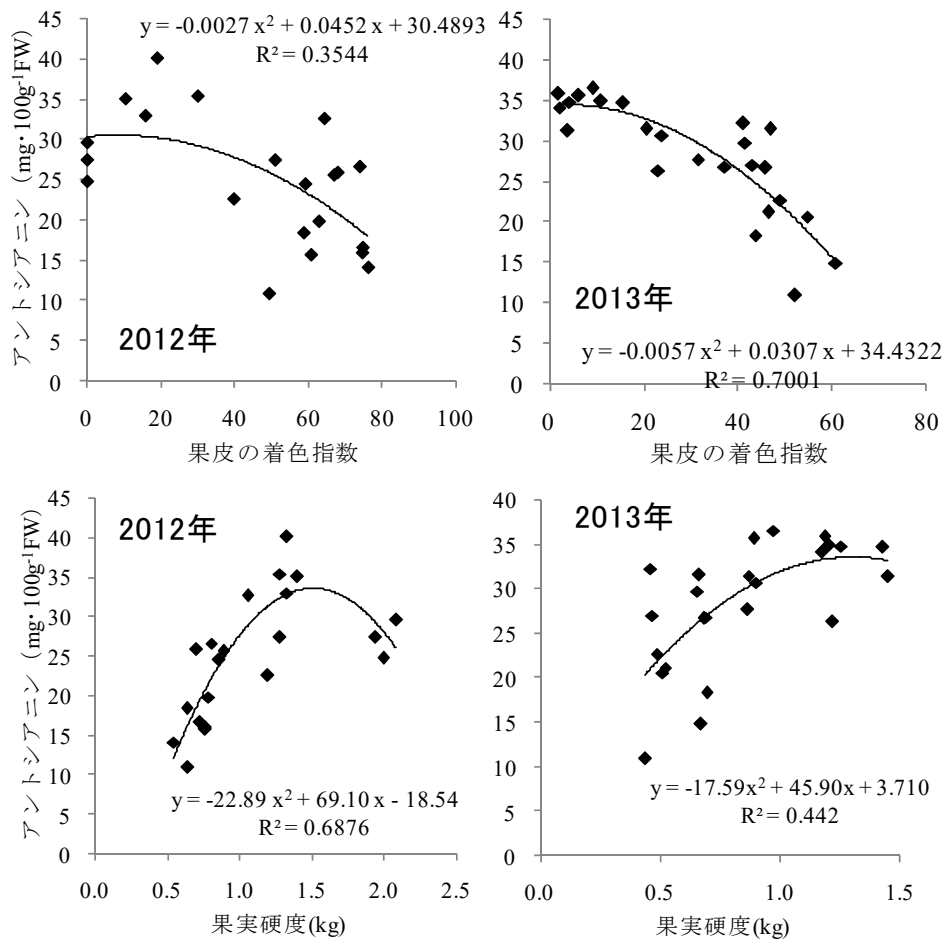 y = -0.0027 x² + 0.0452 x + 30.4893
R² = 0.3544
45
40
35
30
25
20
15
10
5
0
アントシアニン（mg･100g⁻¹FW）
2012年
0 20 40 60 80 100
果皮の着色指数
45
40
35
30
25
20
15
10
5
0
2013年
y = -0.0057 x² + 0.0307 x + 34.4322
R² = 0.7001
0 20 40 60 80
果皮の着色指数
45
40
35
30
25
20
15
10
5
0
アントシアニン（mg･100g⁻¹FW）
2012年
y = -22.89 x² + 69.10 x - 18.54
R² = 0.6876
0.0 0.5 1.0 1.5 2.0 2.5
果実硬度(kg)
40
35
30
25
20
15
10
5
0
2013年
y = -17.59x² + 45.90x + 3.710
R² = 0.442
0.0 0.5 1.0 1.5
果実硬度(kg)